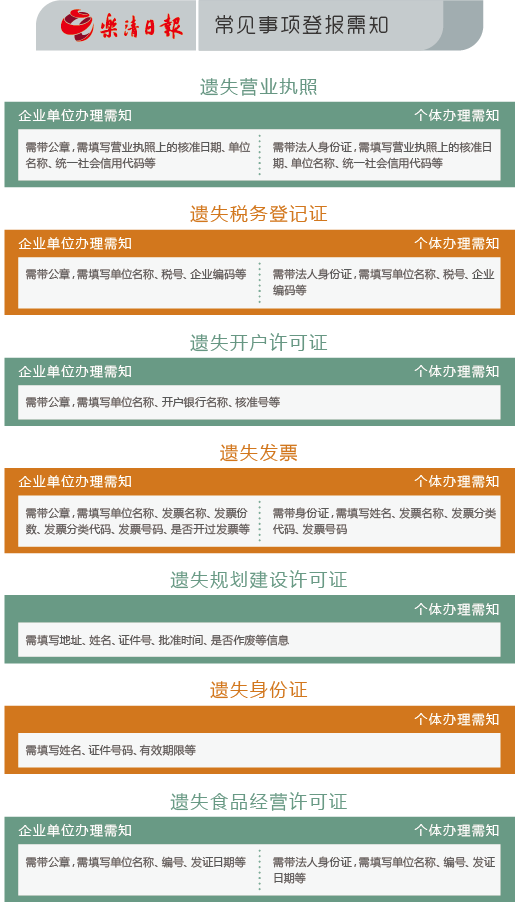 樂清日報
常见事项登报需知
遗失营业执照
企业单位办理需知
个体办理需知
需带公章,需填写营业执照上的核准日期、单位
名称、统一社会信用代码等
需带法人身份证,需填写营业执照上的核准日
期、单位名称、统一社会信用代码等
遗失税务登记证
企业单位办理需知
个体办理需知
需带公章,需填写单位名称、税号、企业编码等
需带法人身份证,需填写单位名称、税号、企业
编码等
遗失开户许可证
企业单位办理需知
个体办理需知
需带公章,需填写单位名称、开户银行名称、核准号等
遗失发票
企业单位办理需知
个体办理需知
需带公章,需填写单位名称、发票名称、发票份
数、发票分类代码、发票号码、是否开过发票等
需带身份证,需填写姓名、发票名称、发票分类
代码、发票号码
遗失规划建设许可证
个体办理需知
需填写地址、姓名、证件号、批准时间、是否作废等信息
遗失身份证
个体办理需知
需填写姓名、证件号码、有效期限等
遗失食品经营许可证
企业单位办理需知
个体办理需知
需带公章,需填写单位名称、编号、发证日期等
需带法人身份证,需填写单位名称、编号、发证
日期等